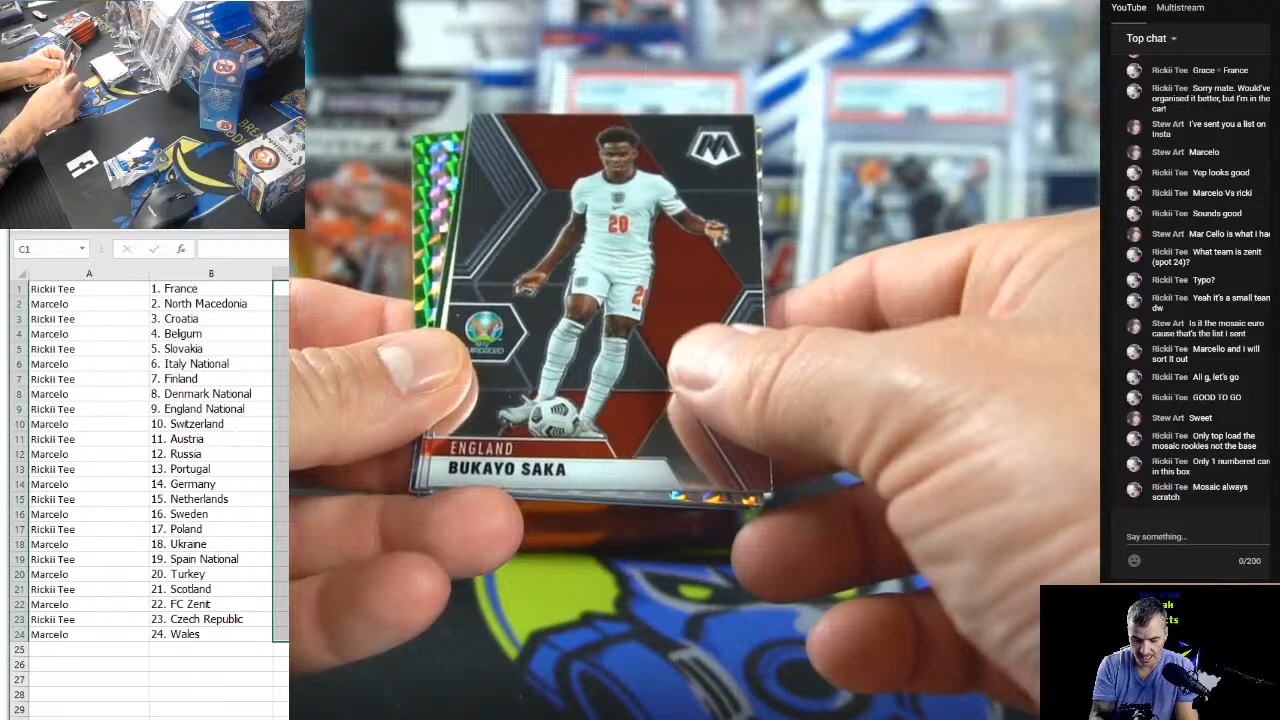 YouTube Multistream
Top chat
Rickii Tee Grace = France
Rickii Tee Sorry mate. Would've
organised it better, but I'm in the
car!
Stew Art I've sent you a list on
Insta
Stew Art Marcelo
Rickii Tee Yep looks good
Rickii Tee Marcelo Vs ricki
Rickii Tee Sounds good
Stew Art Mar Cello is what I ha
Rickii Tee What team is zenit
(spot 24)?
Rickii Tee Typo?
Rickii Tee Yeah it's a small team
dw
Stew Art Is it the mosaic euro
cause that's the list I sent
Rickii Tee Marcello and I will
sort it out
Rickii Tee All g, let's go
Rickii Tee GOOD TO GO
Stew Art Sweet
Rickii Tee Only top load the
mosaic rookies not the base
Rickii Tee Only 1 numbered car
in this box
Rickii Tee Mosaic always
scratch
Say something...
0/200
C1 fx
A B
1 Rickii Tee 1. France
2 Marcelo 2. North Macedonia
3 Rickii Tee 3. Croatia
4 Marcelo 4. Beligum
5 Rickii Tee 5. Slovakia
6 Marcelo 6. Italy National
7 Rickii Tee 7. Finland
8 Marcelo 8. Denmark National
9 Rickii Tee 9. England National
10 Marcelo 10. Switzerland
11 Rickii Tee 11. Austria
12 Marcelo 12. Russia
13 Rickii Tee 13. Portugal
14 Marcelo 14. Germany
15 Rickii Tee 15. Netherlands
16 Marcelo 16. Sweden
17 Rickii Tee 17. Poland
18 Marcelo 18. Ukraine
19 Rickii Tee 19. Spain National
20 Marcelo 20. Turkey
21 Rickii Tee 21. Scotland
22 Marcelo 22. FC Zenit
23 Rickii Tee 23. Czech Republic
24 Marcelo 24. Wales
25
26
27
28
29
M
20
ENGLAND
BUKAYO SAKA